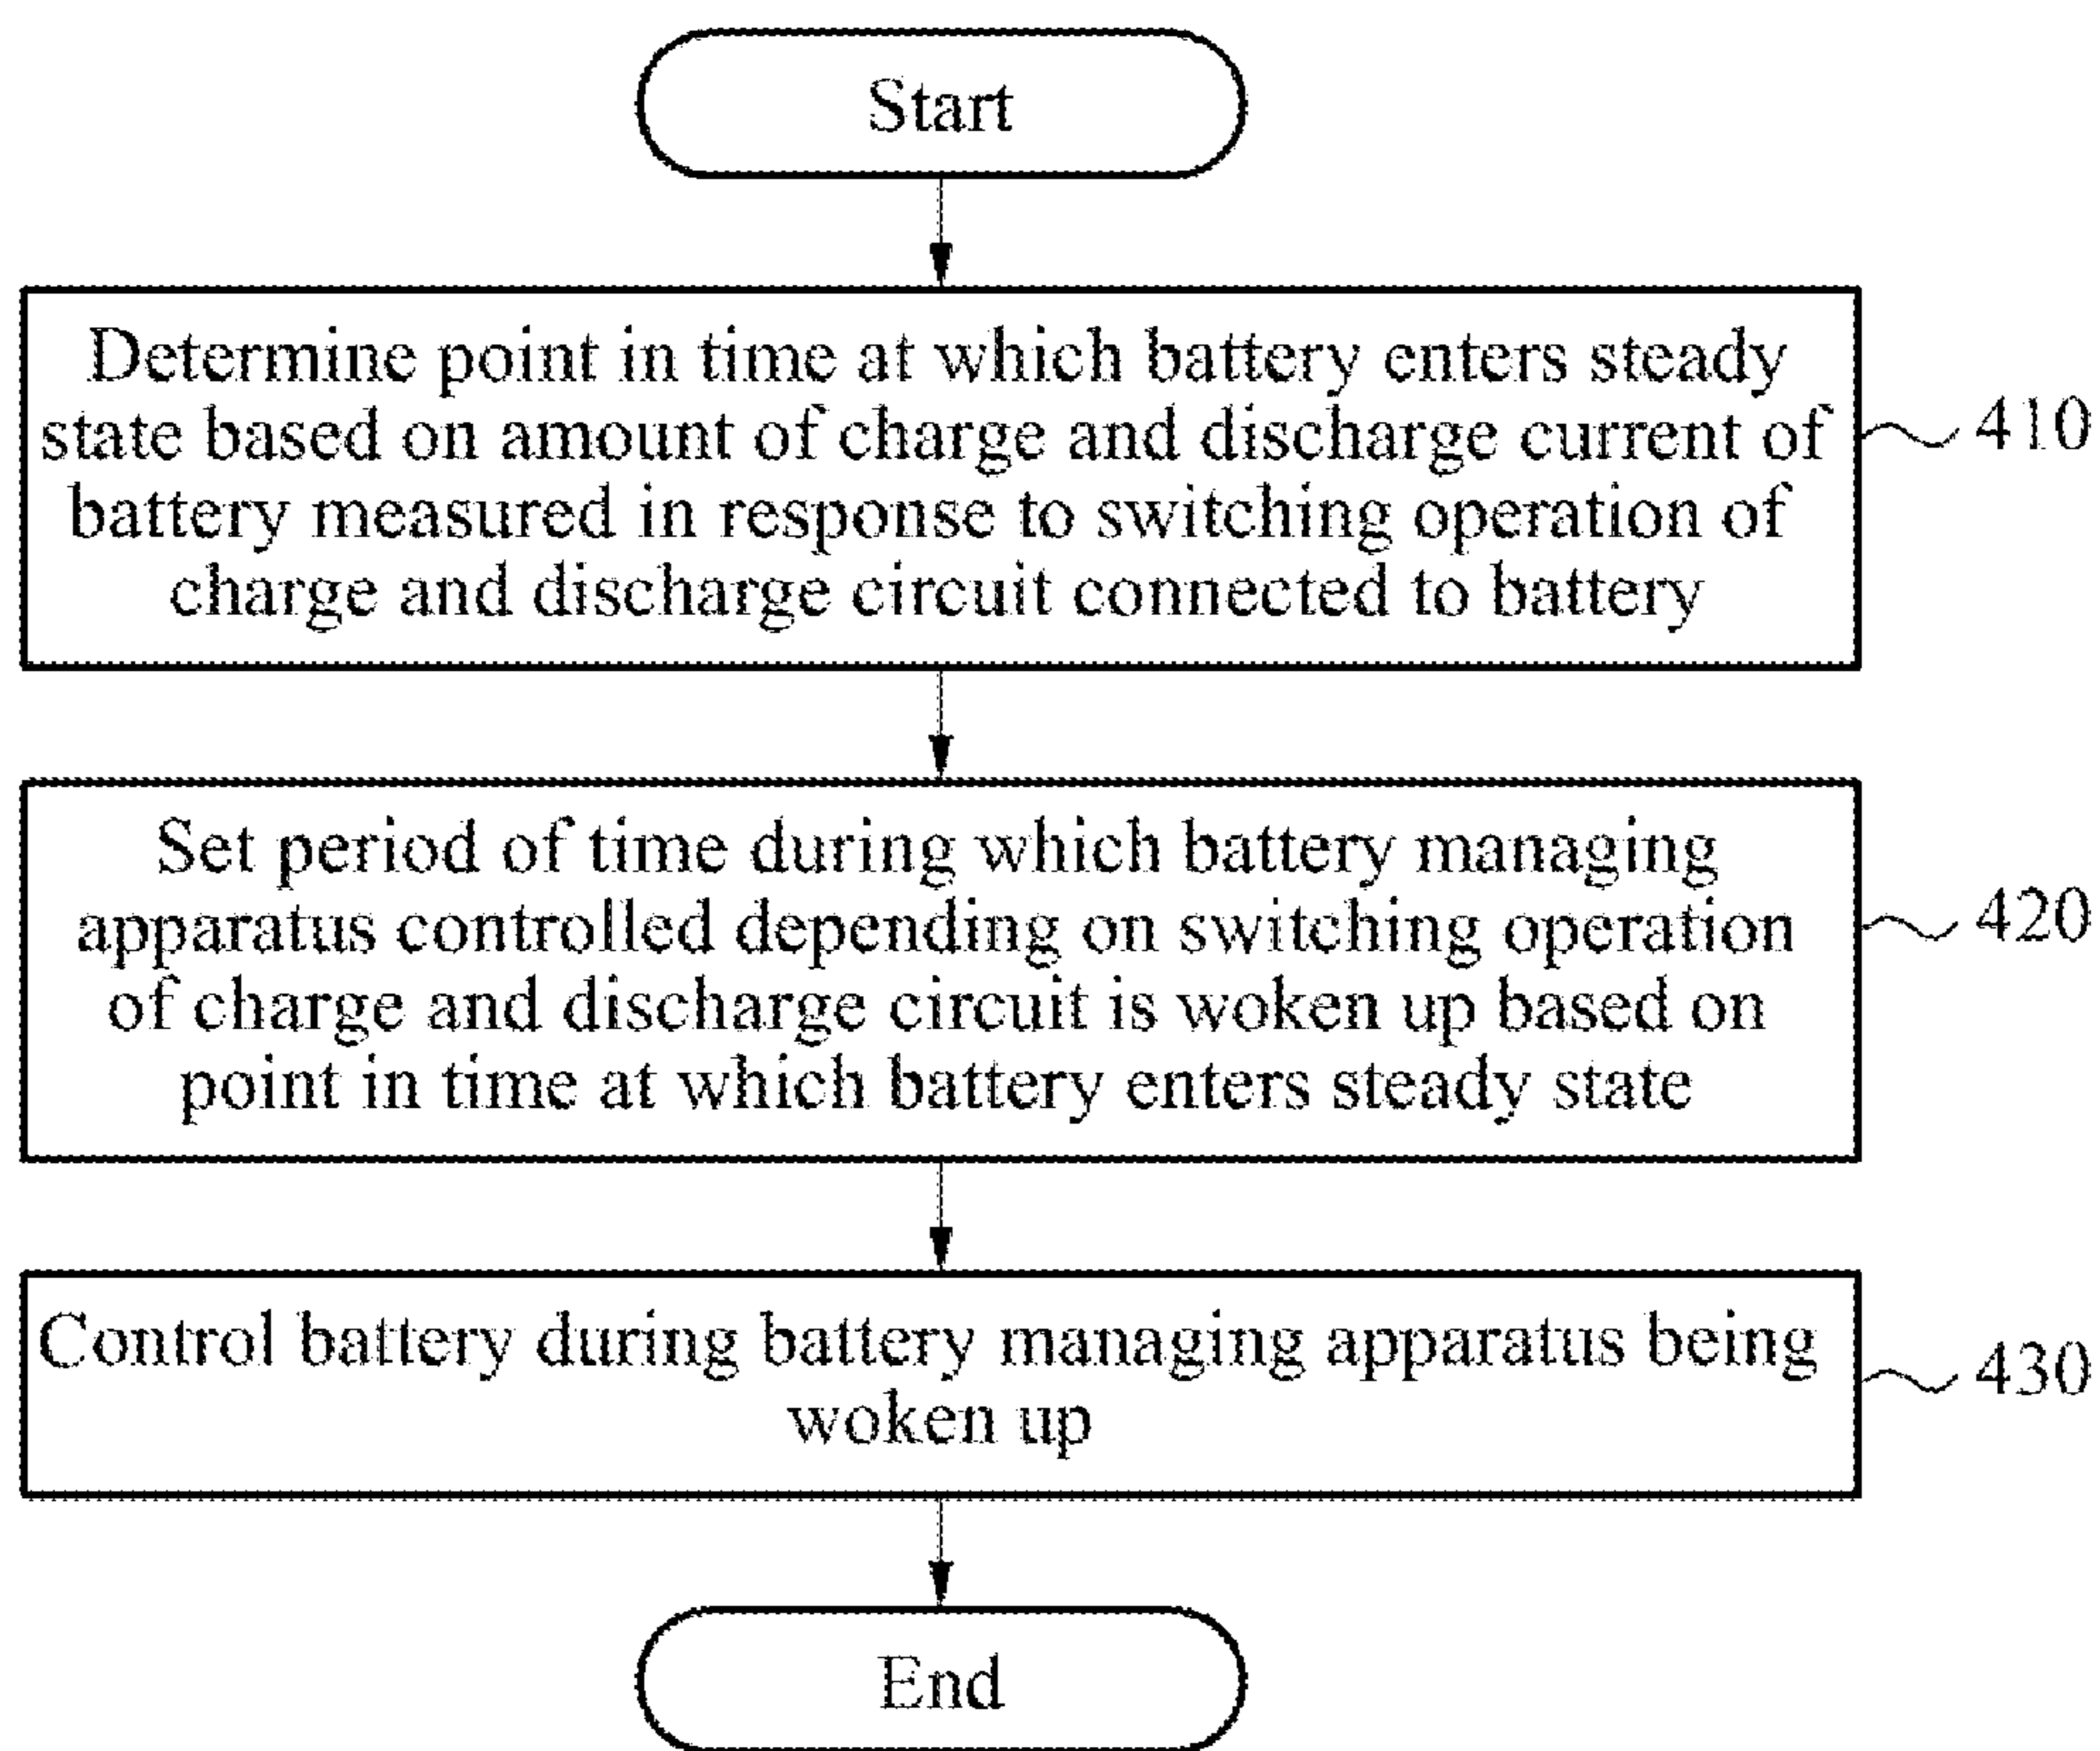 Start
Determine point in time at which battery enters steady
state based on amount of charge and discharge current of
battery measured in response to switching operation of
charge and discharge circuit connected to battery
410
Set period of time during which battery managing
apparatus controlled depending on switching operation
of charge and discharge circuit is woken up based on
point in time at which battery enters steady state
420
Control battery during battery managing apparatus being
woken up
430
End